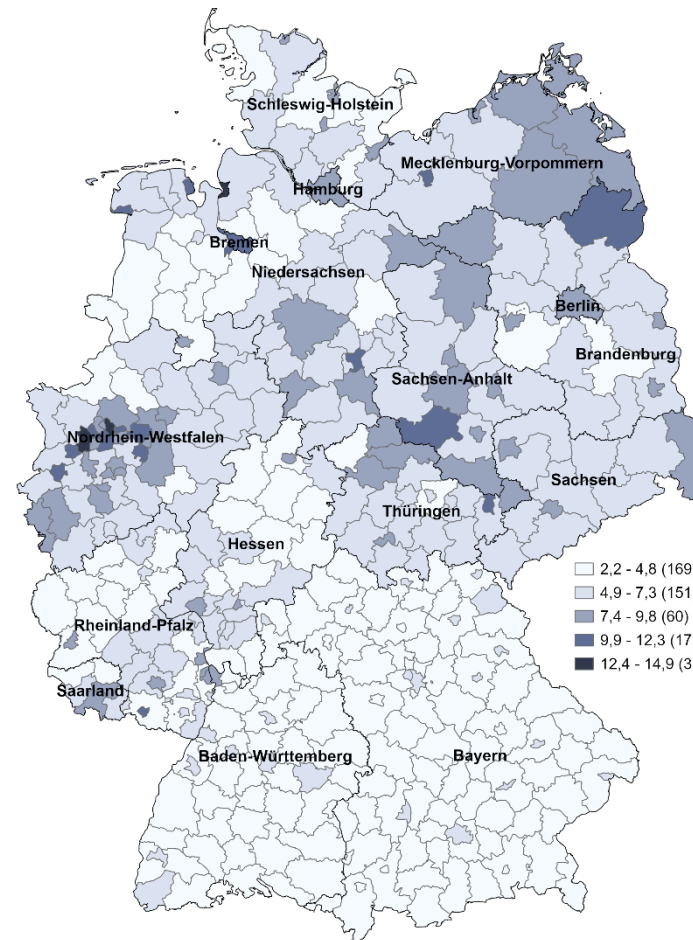 Schleswig-Holstein
Mecklenburg-Vorpommern
Hamburg
Bremen
Niedersachsen
Berlin
Brandenburg
Sachsen-Anhalt
Nordrhein-Westfalen
Sachsen
Thüringen
Hessen
2,2 - 4,8 (169
4,9 - 7,3 (151
7,4 - 9,8 (60)
9,9 - 12,3 (17
12,4 - 14,9 (3
Rheinland-Pfalz
Saarland
Baden-Württemberg
Bayern